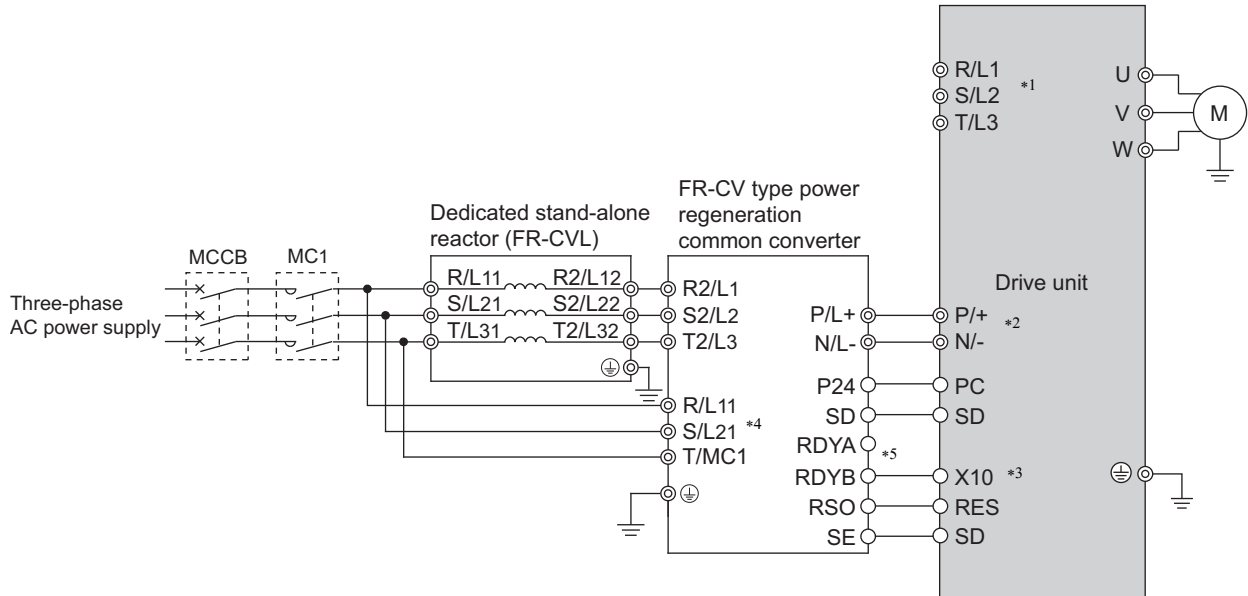 R/L1
S/L2
*1
T/L3
U
V
W
M
FR-CV type power
regeneration
common converter
Dedicated stand-alone
reactor (FR-CVL)
MCCB
MC1
Three-phase
AC power supply
R/L11
R2/L12
S/L21
S2/L22
T/L31
T2/L32
R2/L1
S2/L2
T2/L3
R/L11
S/L21
*4
T/MC1
P/L+
N/L-
P24
SD
RDYA
*5
RDYB
RSO
SE
Drive unit
P/+
*2
N/-
PC
SD
X10
*3
RES
SD